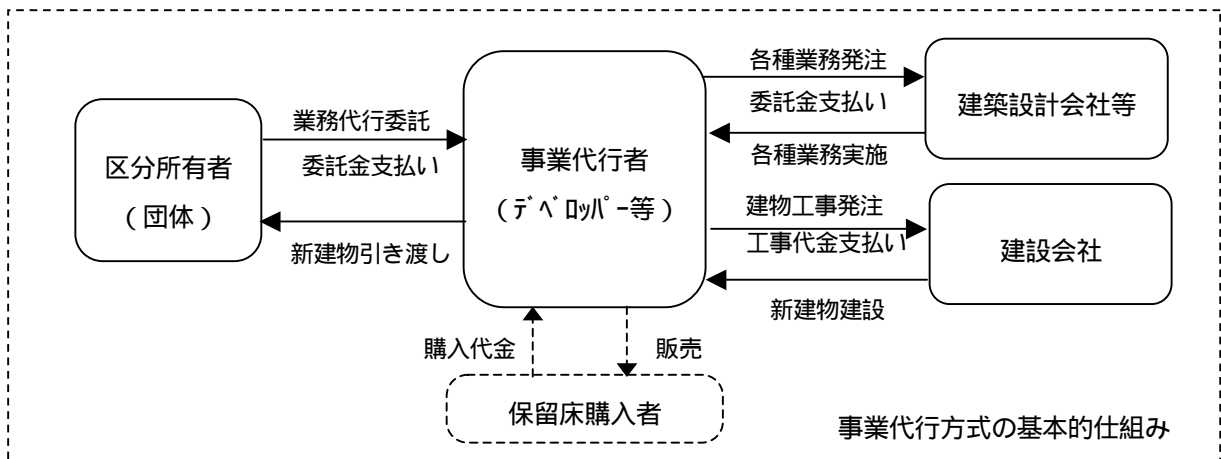 区分所有者
（団体）
業務代行委託
委託金支払い
新建物引き渡し
事業代行者
（ﾃﾞﾍﾞﾛｯﾊﾟｰ等）
各種業務発注
委託金支払い
各種業務実施
建築設計会社等
建物工事発注
工事代金支払い
新建物建設
建設会社
購入代金
販売
保留床購入者
事業代行方式の基本的仕組み